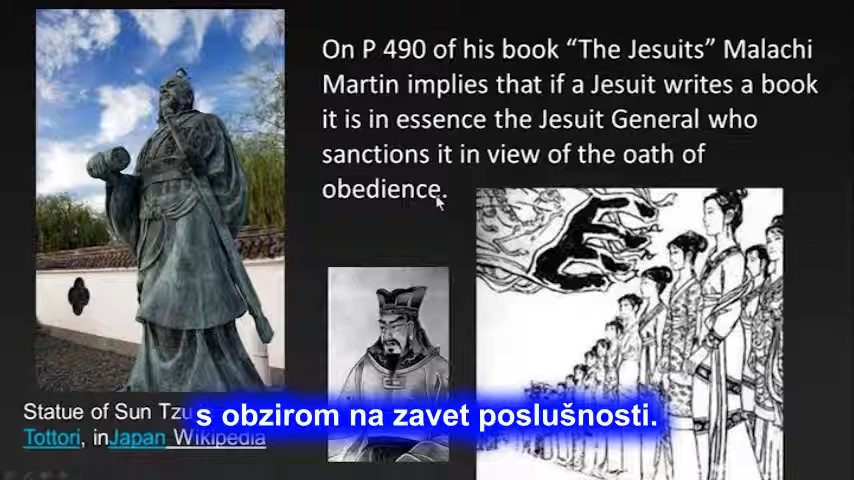 On P 490 of his book “The Jesuits” Malachi
Martin implies that if a Jesuit writes a book
it is in essence the Jesuit General who
sanctions it in view of the oath of
obedience.
Statue of Sun Tzu
Tottori, inJapan Wikipedia
s obzirom na zavet poslušnosti.